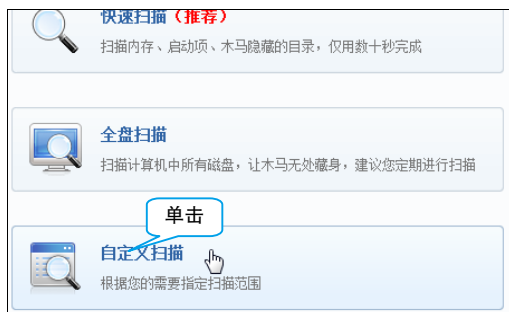 快速扫描（推荐）
扫描内存、启动项、木马隐藏的目录，仅用数十秒完成
全盘扫描
扫描计算机中所有磁盘，让木马无处藏身，建议您定期进行扫描
单击
自定义扫描
根据您的需要指定扫描范围